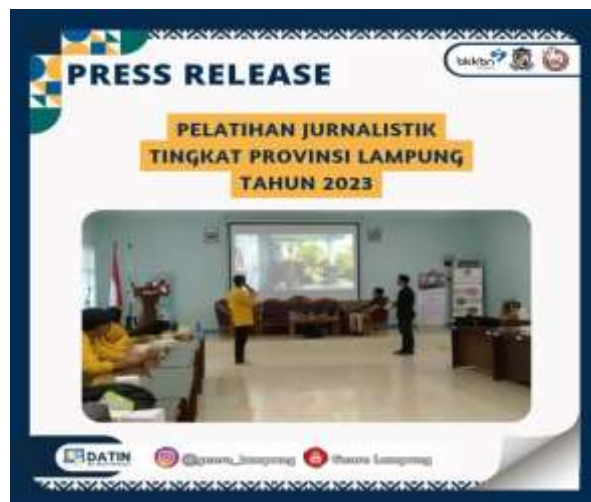 PRESS RELEASE
bkkbn
PELATIHAN JURNALISTIK
TINGKAT PROVINSI LAMPUNG
TAHUN 2023
DATIN